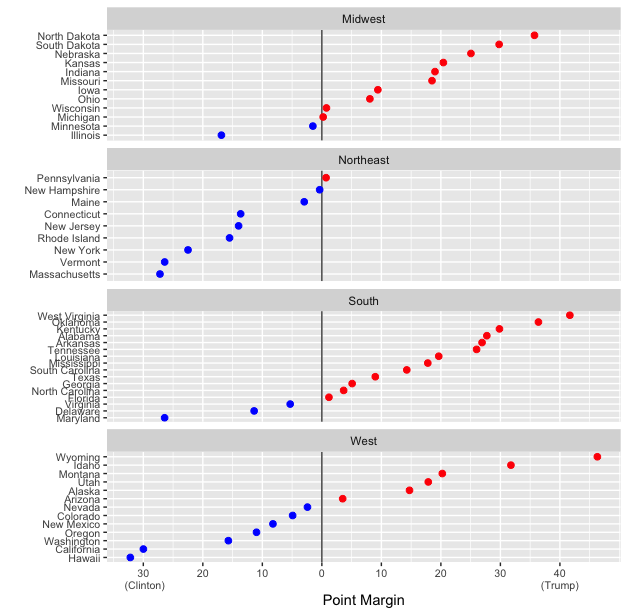 Midwest
North Dakota
South Dakota
Nebraska
Kansas
Indiana
Missouri
Iowa
Ohio
Wisconsin
Michigan
Minnesota
Illinois
Northeast
Pennsylvania
New Hampshire
Maine
Connecticut
New Jersey
Rhode Island
New York
Vermont
Massachusetts
South
West Virginia
Oklahoma
Kentucky
Alabama
Arkansas
Tennessee
Louisiana
Mississippi
South Carolina
Texas
Georgia
North Carolina
Florida
Virginia
Delaware
Maryland
West
Wyoming
Idaho
Montana
Utah
Alaska
Arizona
Nevada
Colorado
New Mexico
Oregon
Washington
California
Hawaii
30 20 10 0 10 20 30 40
(Clinton) (Trump)
Point Margin